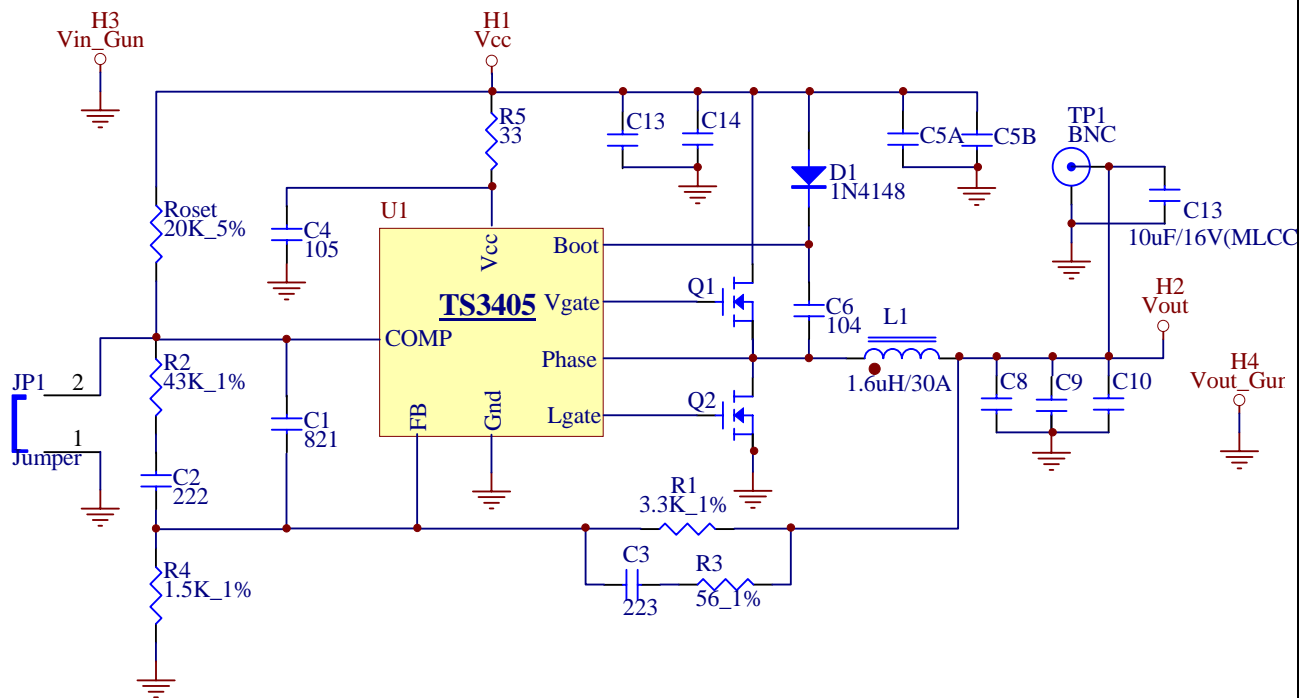 H3
Vin_Gun
H1
Vcc
R5
33
C13
C14
C5A
C5B
TP1
BNC
D1
1N4148
C13
10uF/16V(MLCC
Roset
20K_5%
C4
105
U1
Vcc
Boot
TS3405
Vgate
Q1
C6
104
L1
H2
Vout
COMP
Phase
1.6uH/30A
R2
43K_1%
JP1
2
1
Jumper
C1
821
FB
Gnd
Lgate
Q2
C8
C9
C10
H4
Vout_Gun
C2
222
R1
3.3K_1%
C3
223
R3
56_1%
R4
1.5K_1%